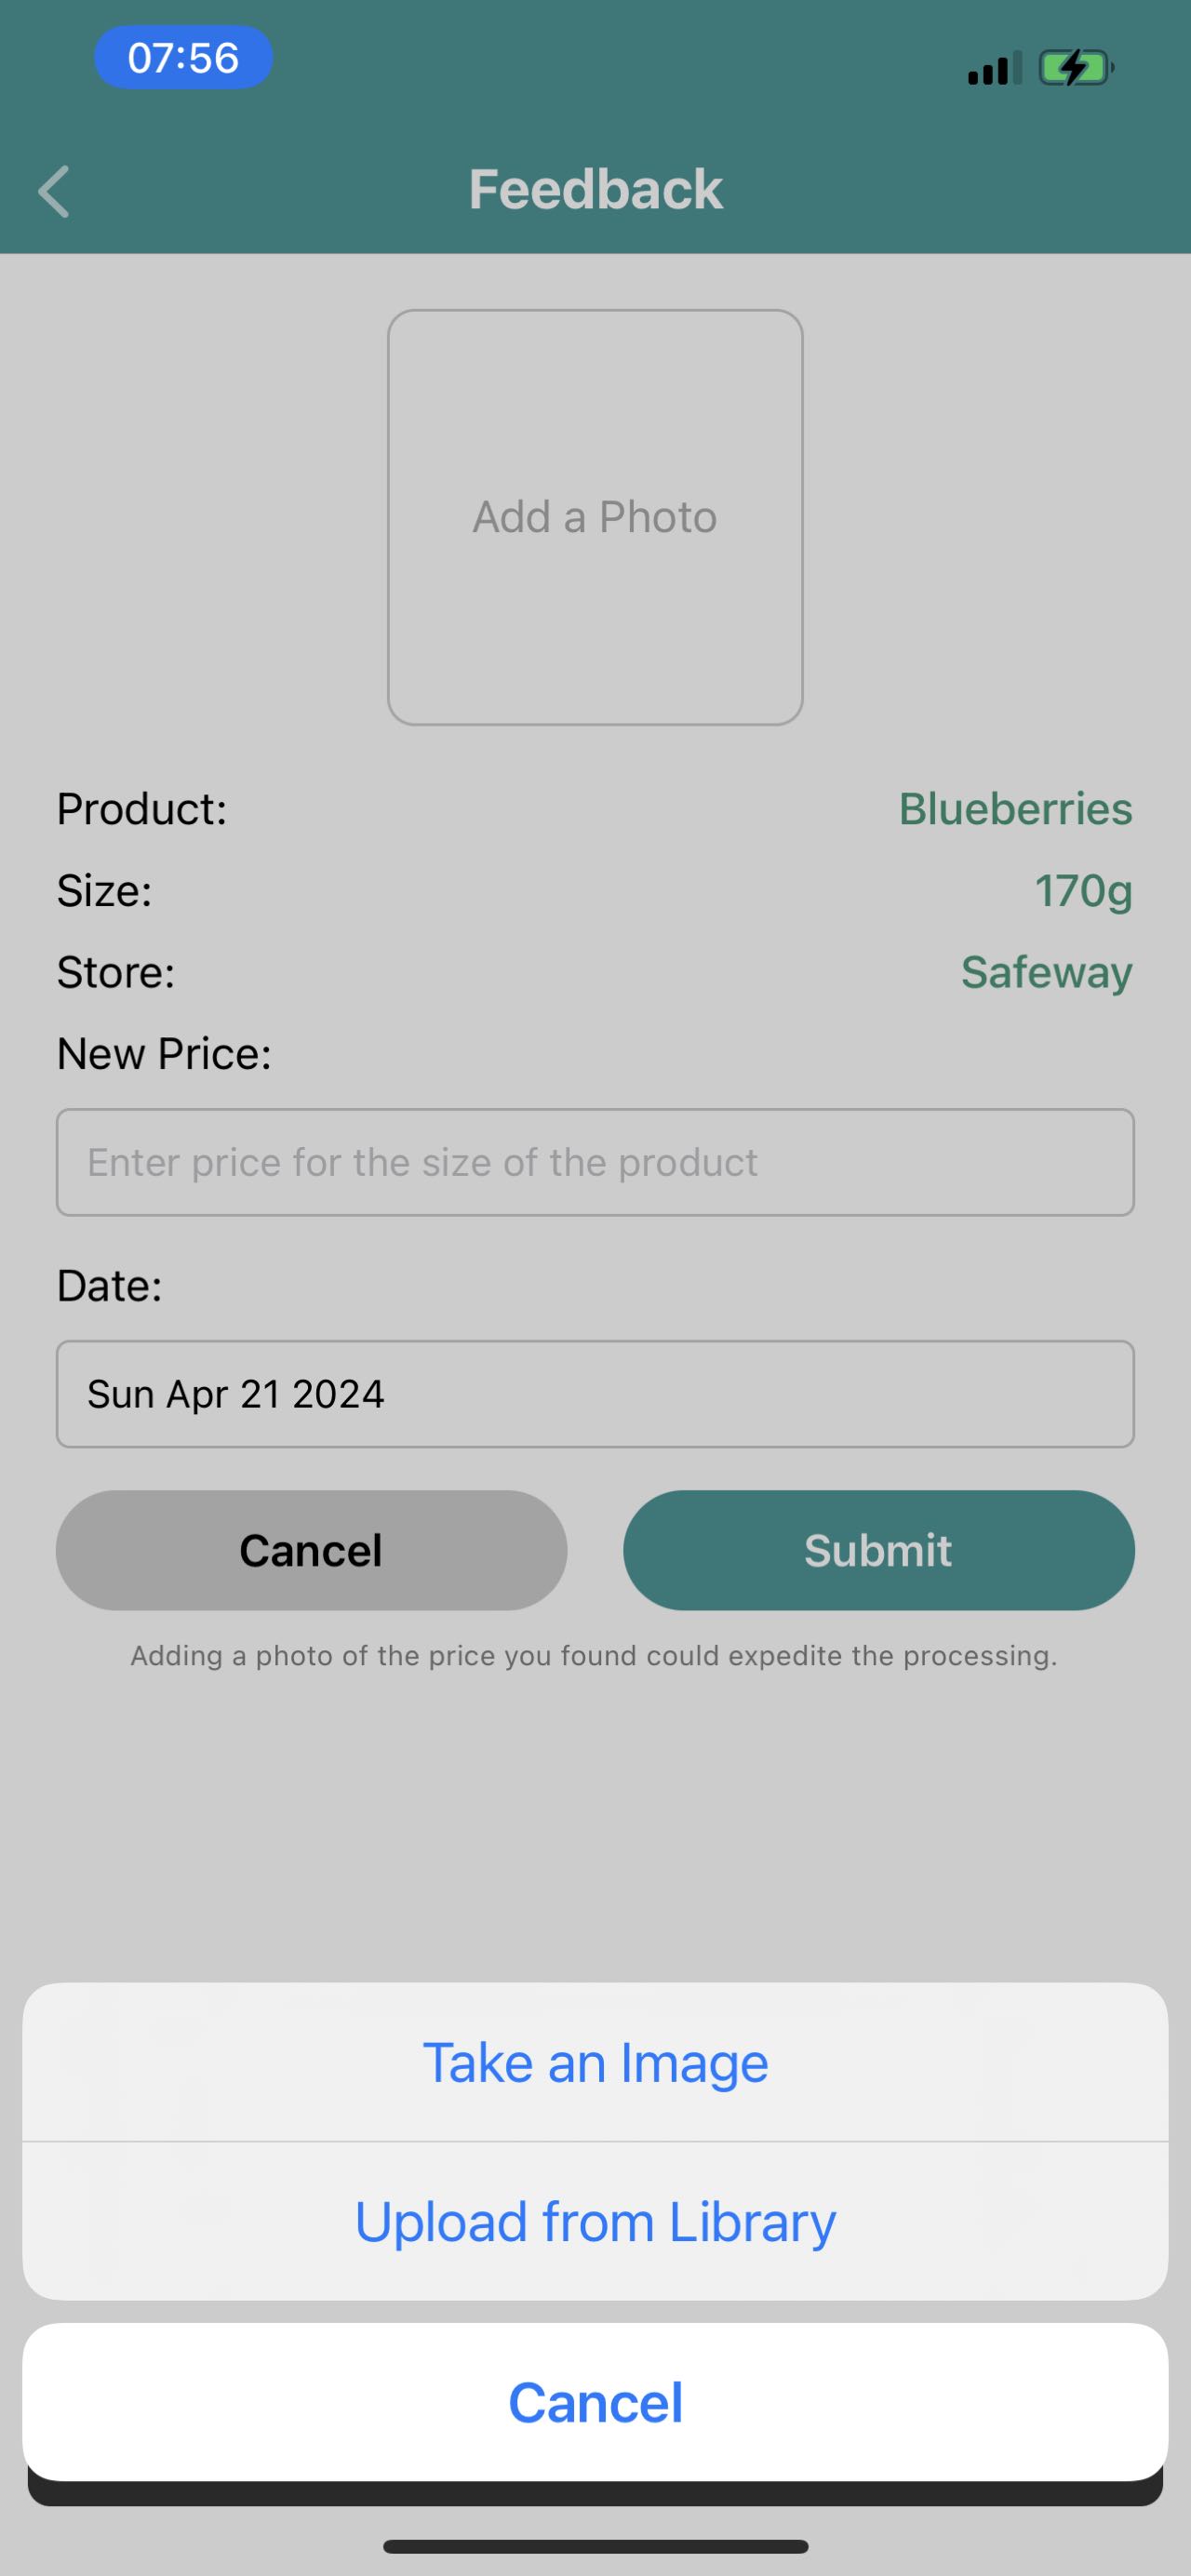 07:56
Feedback
Add a Photo
Product: Blueberries
Size: 170g
Store: Safeway
New Price:
Enter price for the size of the product
Date:
Sun Apr 21 2024
Cancel Submit
Adding a photo of the price you found could expedite the processing.
Take an Image
Upload from Library
Cancel